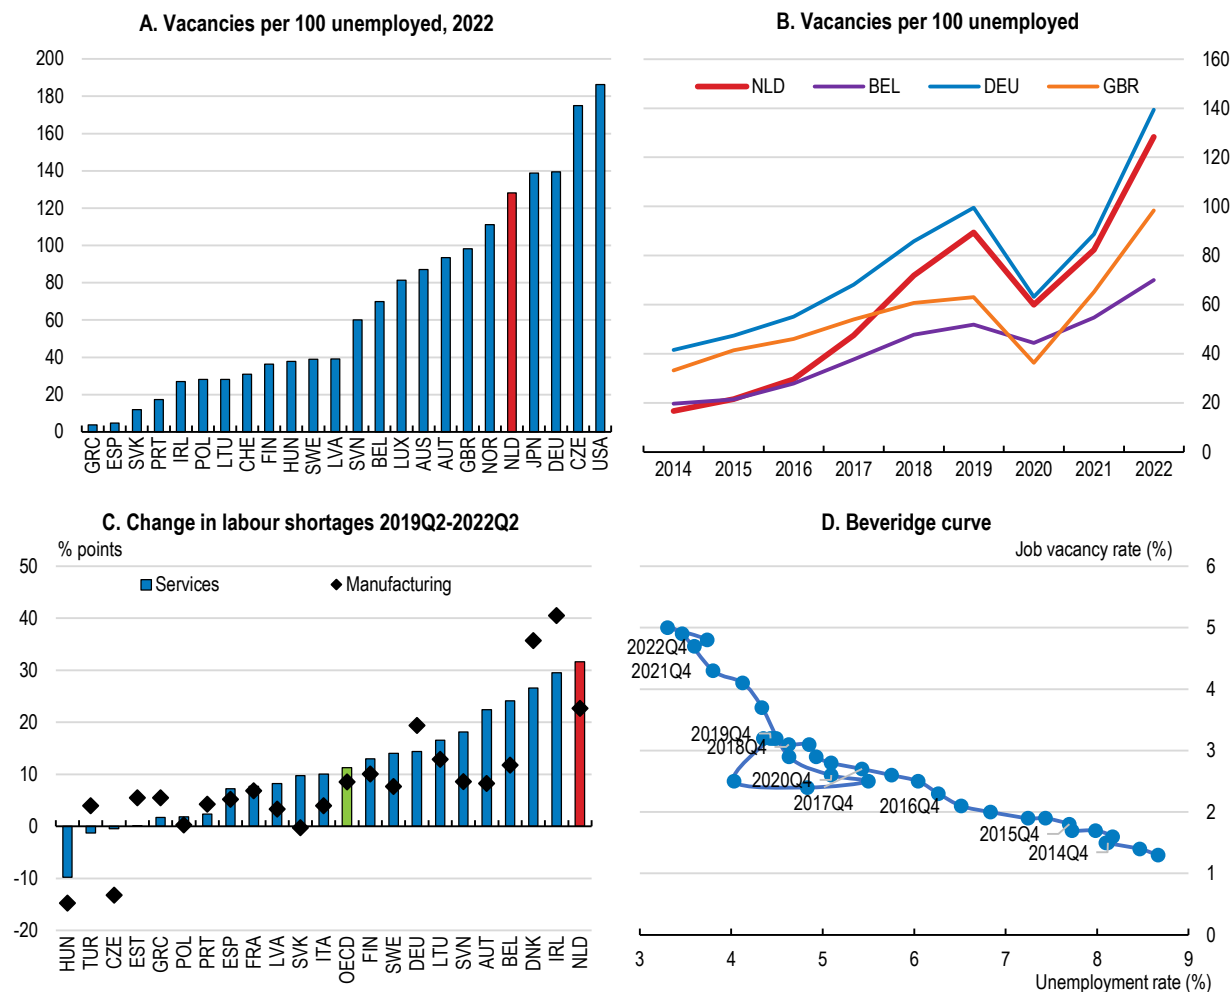 A. Vacancies per 100 unemployed, 2022
200
180
160
140
120
100
80
60
40
20
0
GRC ESP SVK PRT IRL POL LTU CHE FIN HUN SWE LVA SVN BEL LUX AUS AUT GBR NOR NLD JPN DEU CZE USA
B. Vacancies per 100 unemployed
NLD BEL DEU GBR
160
140
120
100
80
60
40
20
0
2014 2015 2016 2017 2018 2019 2020 2021 2022
C. Change in labour shortages 2019Q2-2022Q2
% points
Services Manufacturing
50
40
30
20
10
0
-10
-20
HUN TUR CZE EST GRC POL PRT ESP FRA LVA SVK ITA OECD FIN SWE DEU LTU SVN AUT BEL DNK IRL NLD
D. Beveridge curve
Job vacancy rate (%)
6
5
4
3
2
1
0
2022Q4
2021Q4
2019Q4
2018Q4
2020Q4
2017Q4
2016Q4
2015Q4
2014Q4
3 4 5 6 7 8 9
Unemployment rate (%)